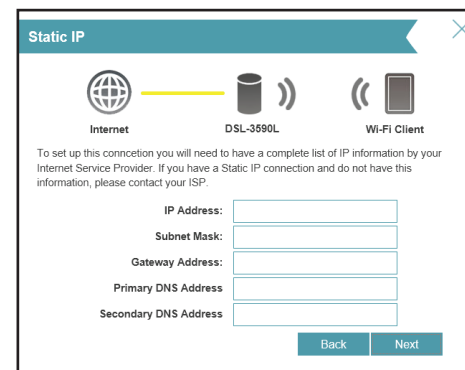 Static IP
Internet
DSL-3590L
Wi-Fi Client
To set up this conncetion you will need to have a complete list of IP information by your
Internet Service Provider. If you have a Static IP connection and do not have this
information, please contact your ISP.
IP Address:
Subnet Mask:
Gateway Address:
Primary DNS Address
Secondary DNS Address
Back
Next